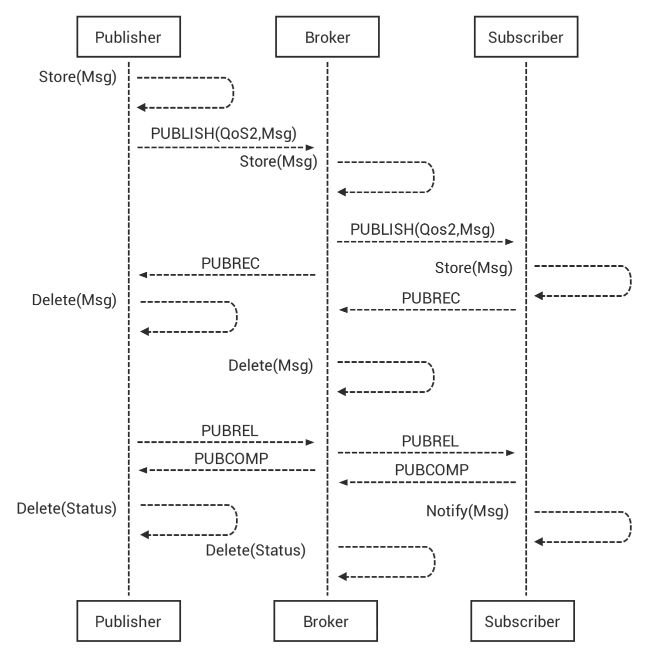 Publisher
Broker
Subscriber
Store(Msg)
PUBLISH(QoS2,Msg)
Store(Msg)
PUBLISH(Qos2,Msg)
PUBREC
Store(Msg)
Delete(Msg)
PUBREC
Delete(Msg)
PUBREL
PUBREL
PUBCOMP
PUBCOMP
Delete(Status)
Notify(Msg)
Delete(Status)
Publisher
Broker
Subscriber